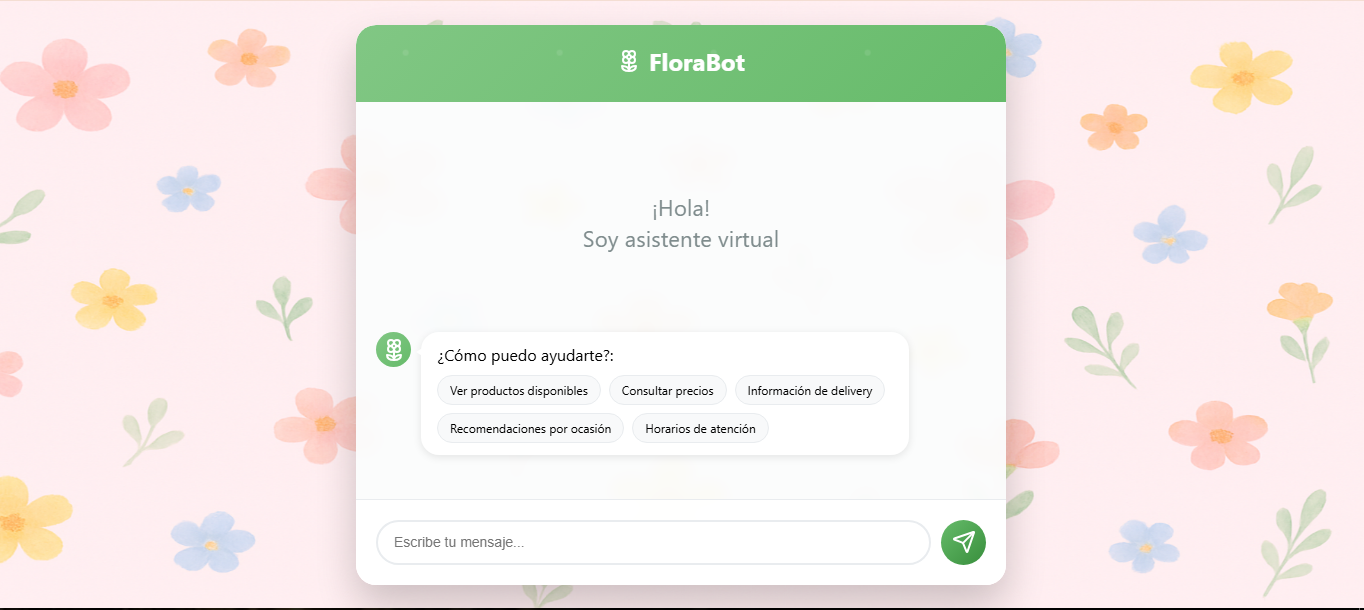 FloraBot
¡Hola!
Soy asistente virtual
¿Cómo puedo ayudarte?:
Ver productos disponibles Consultar precios Información de delivery
Recomendaciones por ocasión Horarios de atención
Escribe tu mensaje...